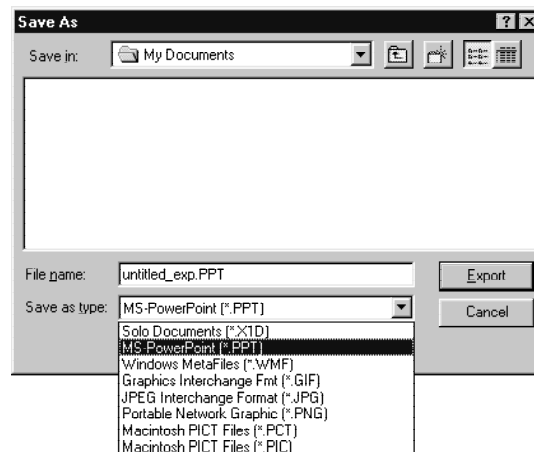 Save As
Save in: My Documents
File name: untitled_exp.PPT Export
Save as type: MS-PowerPoint (*.PPT) Cancel
Solo Documents (*.X1D)
MS-PowerPoint (*.PPT)
Windows MetaFiles (*.WMF)
Graphics Interchange Fmt (*.GIF)
JPEG Interchange Format (*.JPG)
Portable Network Graphic (*.PNG)
Macintosh PICT Files (*.PCT)
Macintosh PICT Files (*.PIC)